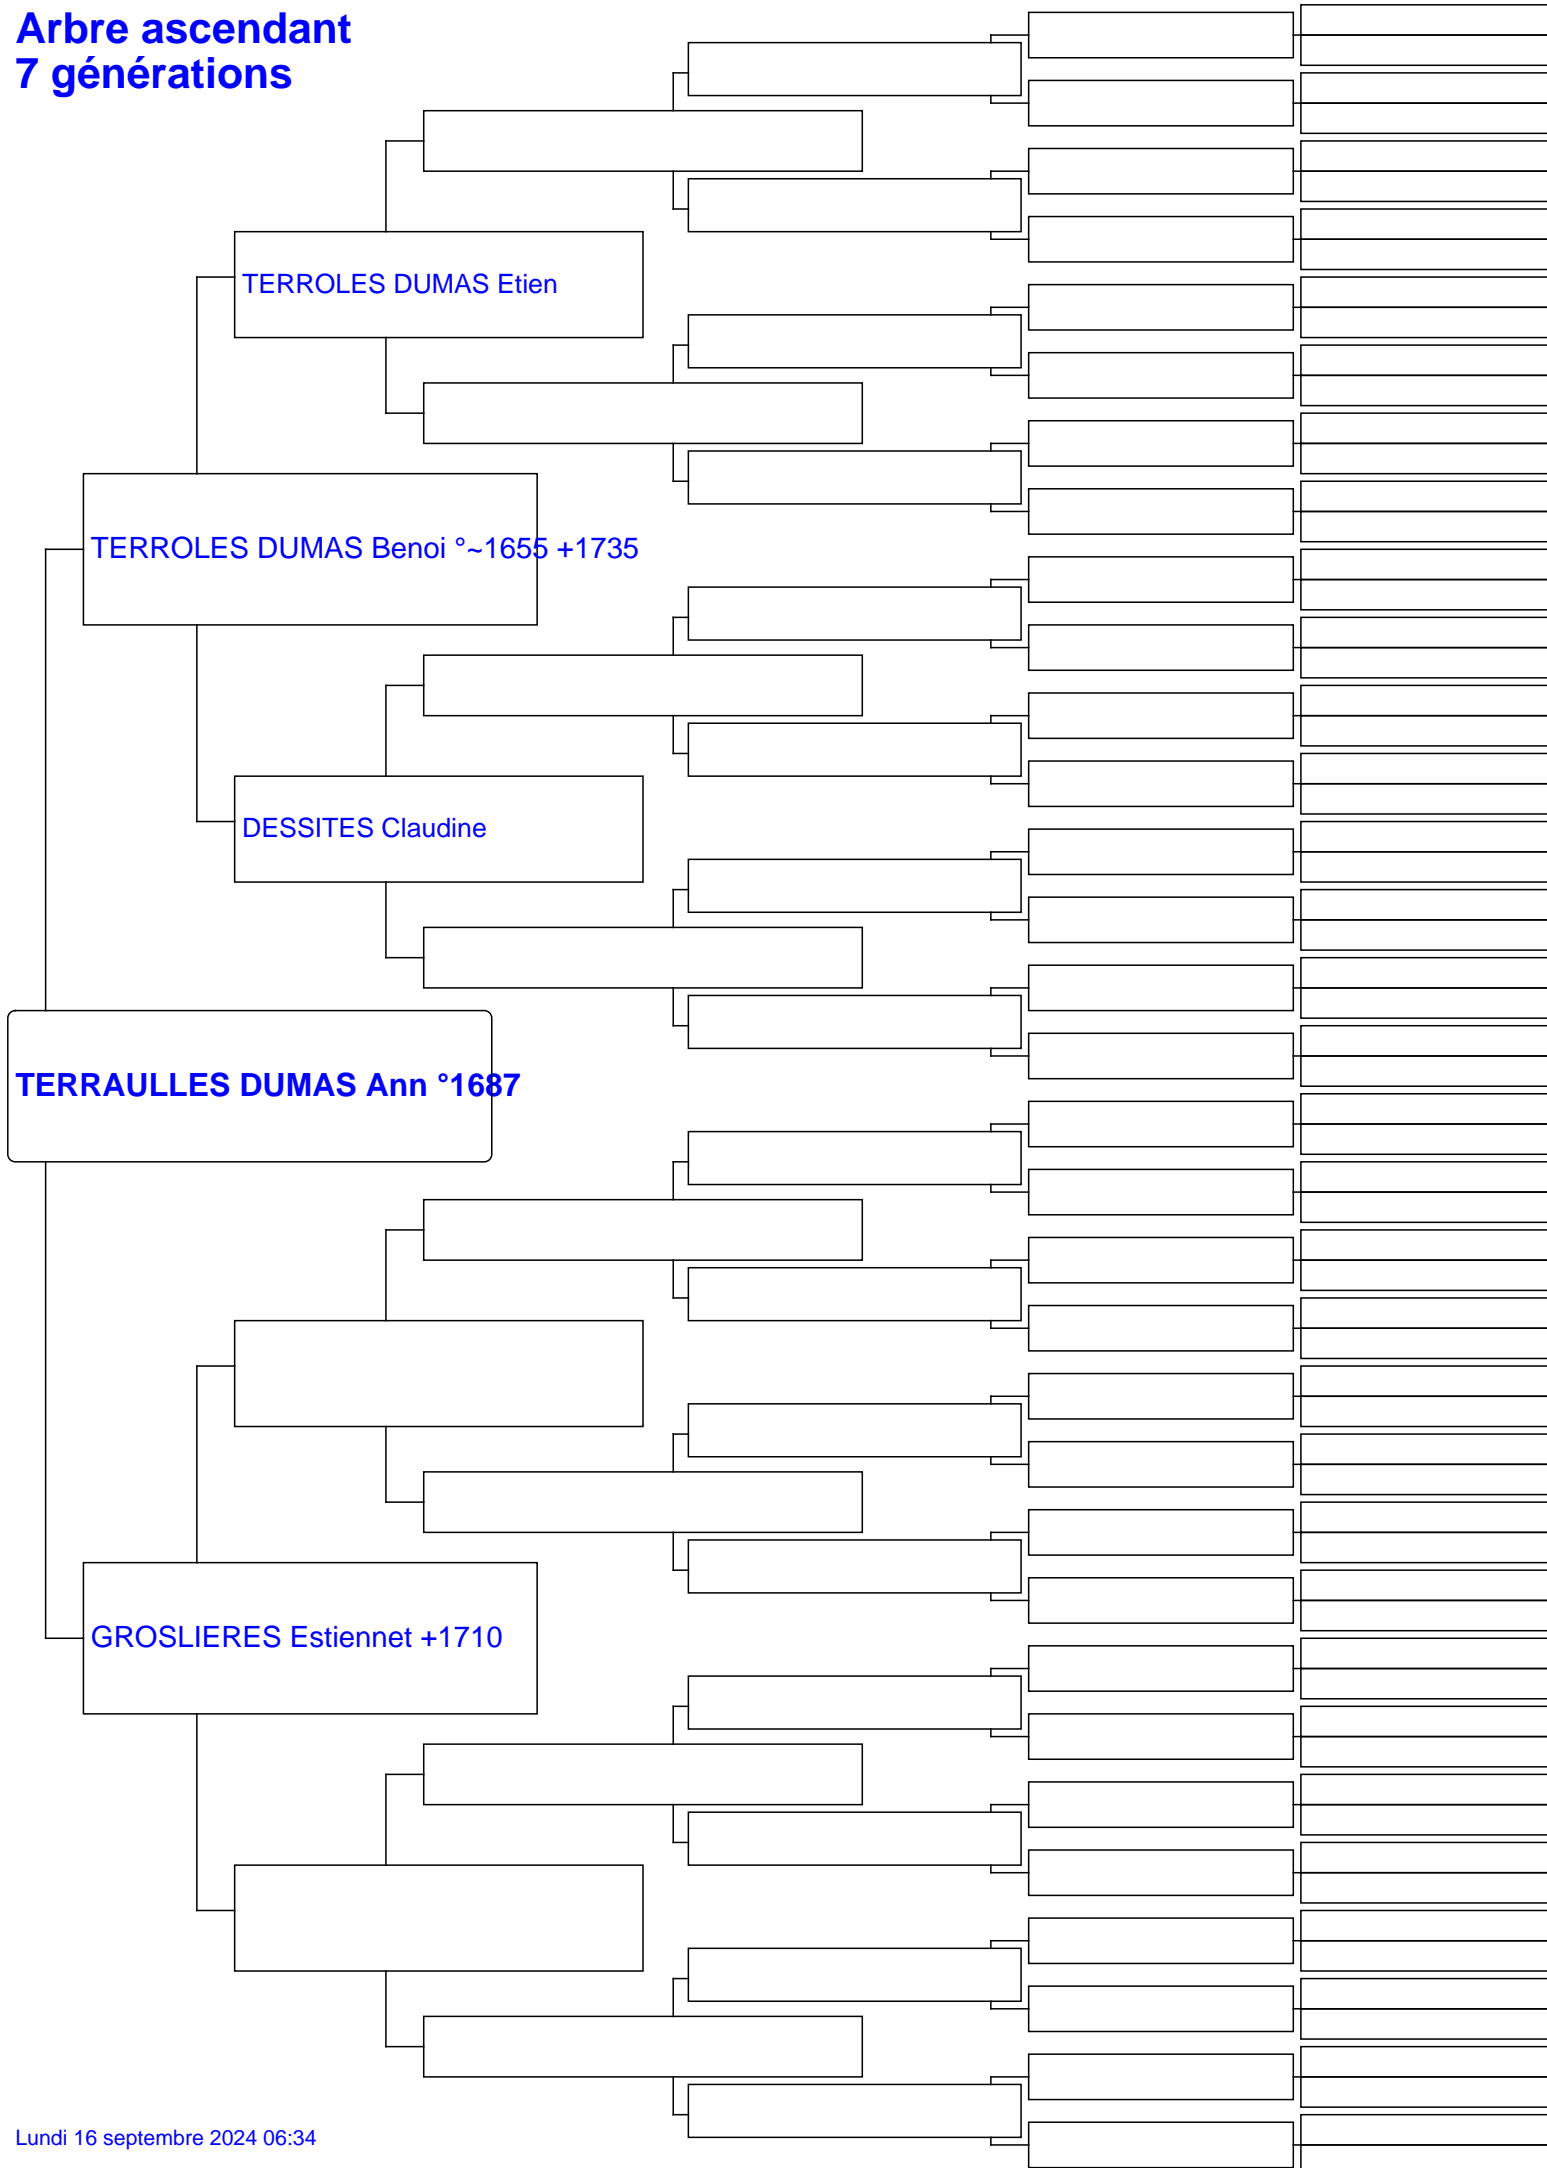 Arbre ascendant
7 générations
TERROLES DUMAS Etien
TERROLES DUMAS Benoi °~1655 +1735
DESSITES Claudine
TERRAULLES DUMAS Ann °1687
GROSLIERES Estiennet +1710
Lundi 16 septembre 2024 06:34